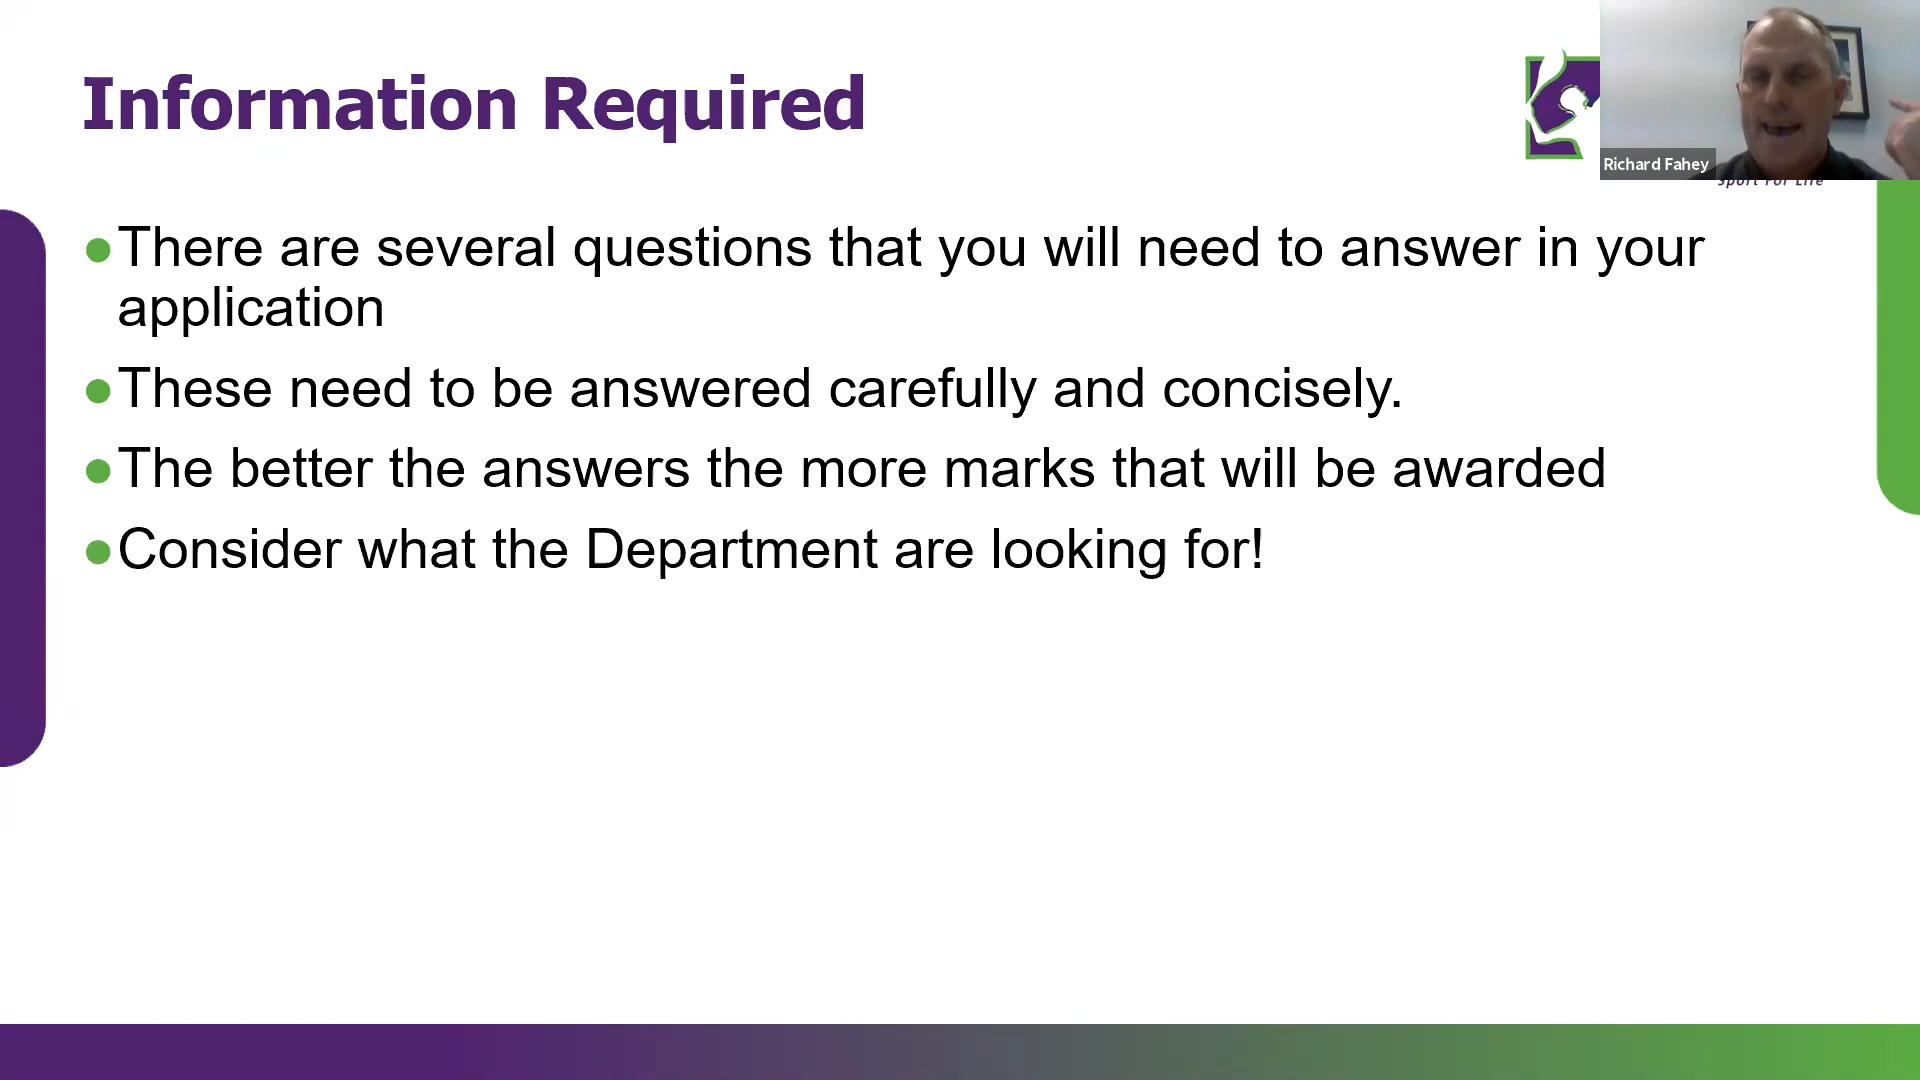 Information Required
Richard Fahey
Sport For Life
●There are several questions that you will need to answer in your
application
●These need to be answered carefully and concisely.
●The better the answers the more marks that will be awarded
●Consider what the Department are looking for!